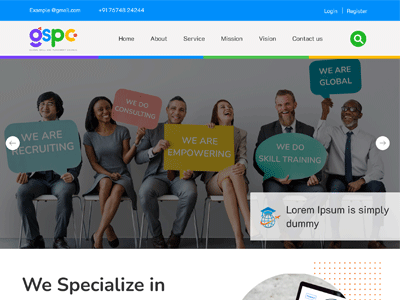 Example @gmail.com
+91 76748 24244
Login
Register
gspc
Home
About
Service
Mission
Vision
Contact us
WE ARE
GLOBAL
WE DO
CONSULTING
WE ARE
RECRUITING
WE ARE
EMPOWERING
WE DO
SKILL TRAINING
Lorem Ipsum is simply
dummy
We Specialize in